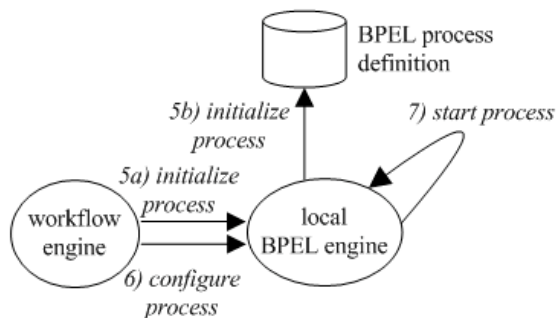 BPEL process
definition
5b) initialize
process
7) start process
5a) initialize
process
workflow
engine
local
BPEL engine
6) configure
process